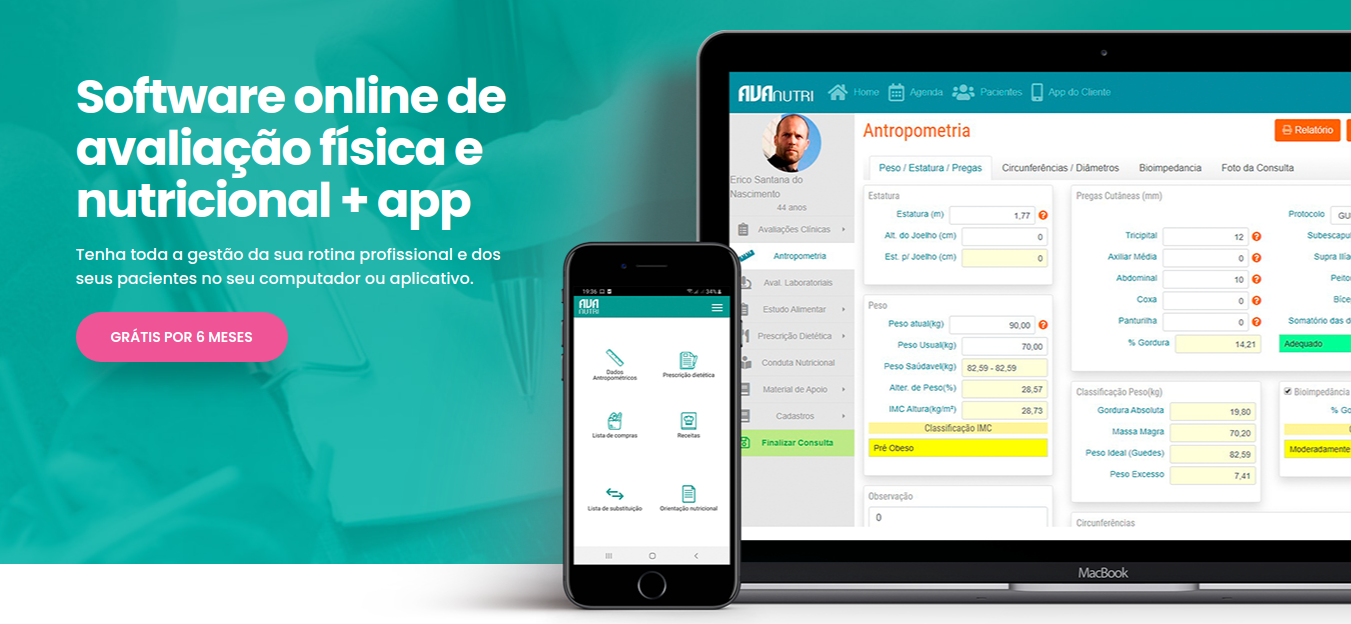 Software online de
avaliação física e
nutricional + app
Tenha toda a gestão da sua rotina profissional e dos
seus pacientes no seu computador ou aplicativo.
GRÁTIS POR 6 MESES
19:36
34%
AVA
NUTRI
Dados
Antropométricos
Prescrição dietética
Lista de compras
Receitas
Lista de substituição
Orientação nutricional
AVANUTRI Home Agenda Pacientes App do Cliente
Erico Santana do
Nascimento
44 anos
Avaliações Clínicas
Antropometria
Aval. Laboratoriais
Estudo Alimentar
Prescrição Dietética
Conduta Nutricional
Material de Apoio
Cadastros
Finalizar Consulta
Antropometria
Relatório
Peso / Estatura / Pregas Circunferências / Diâmetros Bioimpedancia Foto da Consulta
Estatura
Estatura (m) 1,77
Alt. do Joelho (cm) 0
Est. p/ Joelho (cm) 0
Peso
Peso atual(kg) 90,00
Peso Usual(kg) 70,00
Peso Saúdavel(kg) 82,59 - 82,59
Alter. de Peso(%) 28,57
IMC Altura(kg/m²) 28,73
Classificação IMC
Pré Obeso
Observação
0
Pregas Cutâneas (mm)
Protocolo GU
Tricipital 12 Subescapul
Axiliar Média 0 Supra Ilía
Abdominal 10 Peito
Coxa 0 Bíce
Panturilha 0 Somatório das d
% Gordura 14,21 Adequado
Classificação Peso(kg)
Gordura Absoluta 19,80
Massa Magra 70,20
Peso Ideal (Guedes) 82,59
Peso Excesso 7,41
Bioimpedância
% Go
Moderadamente
Circunferências
MacBook